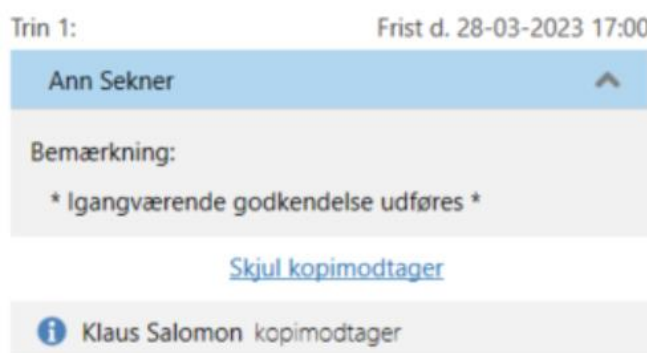 Trin 1: Frist d. 28-03-2023 17:00
Ann Sekner
Bemærkning:
* Igangværende godkendelse udføres *
Skjul kopimodtager
Klaus Salomon kopimodtager